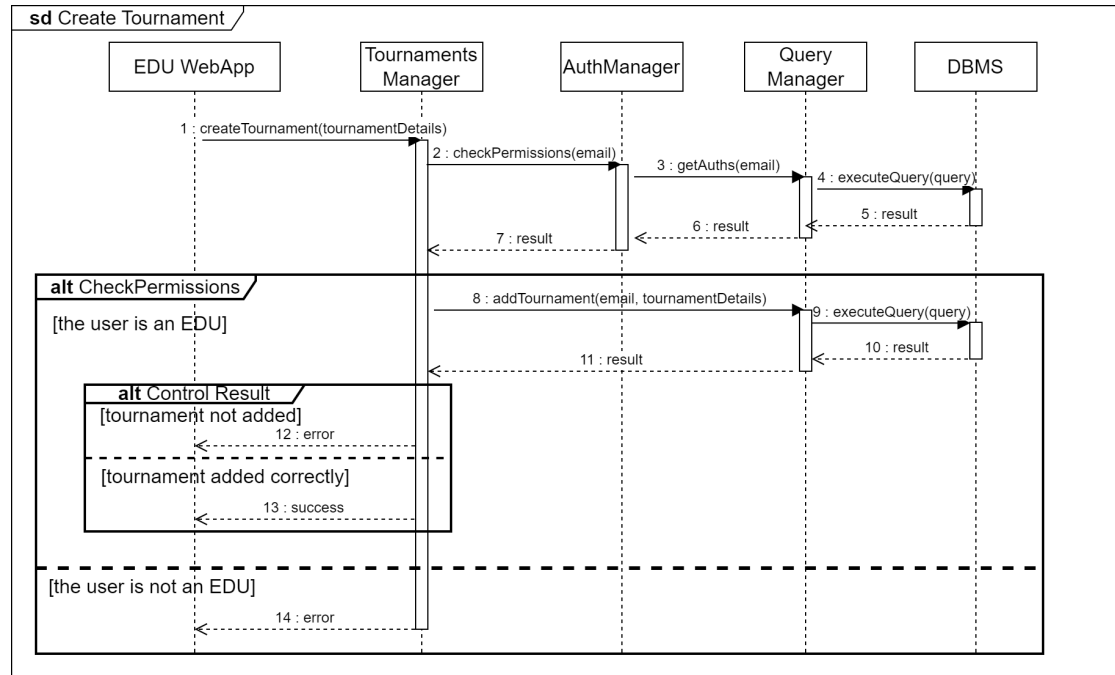 sd Create Tournament
EDU WebApp
Tournaments
Manager
AuthManager
Query
Manager
DBMS
1 : createTournament(tournamentDetails)
2 : checkPermissions(email)
3 : getAuths(email)
4 : executeQuery(query)
5 : result
6 : result
7 : result
alt CheckPermissions
[the user is an EDU]
8 : addTournament(email, tournamentDetails)
9 : executeQuery(query)
10 : result
11 : result
alt Control Result
[tournament not added]
12 : error
[tournament added correctly]
13 : success
[the user is not an EDU]
14 : error